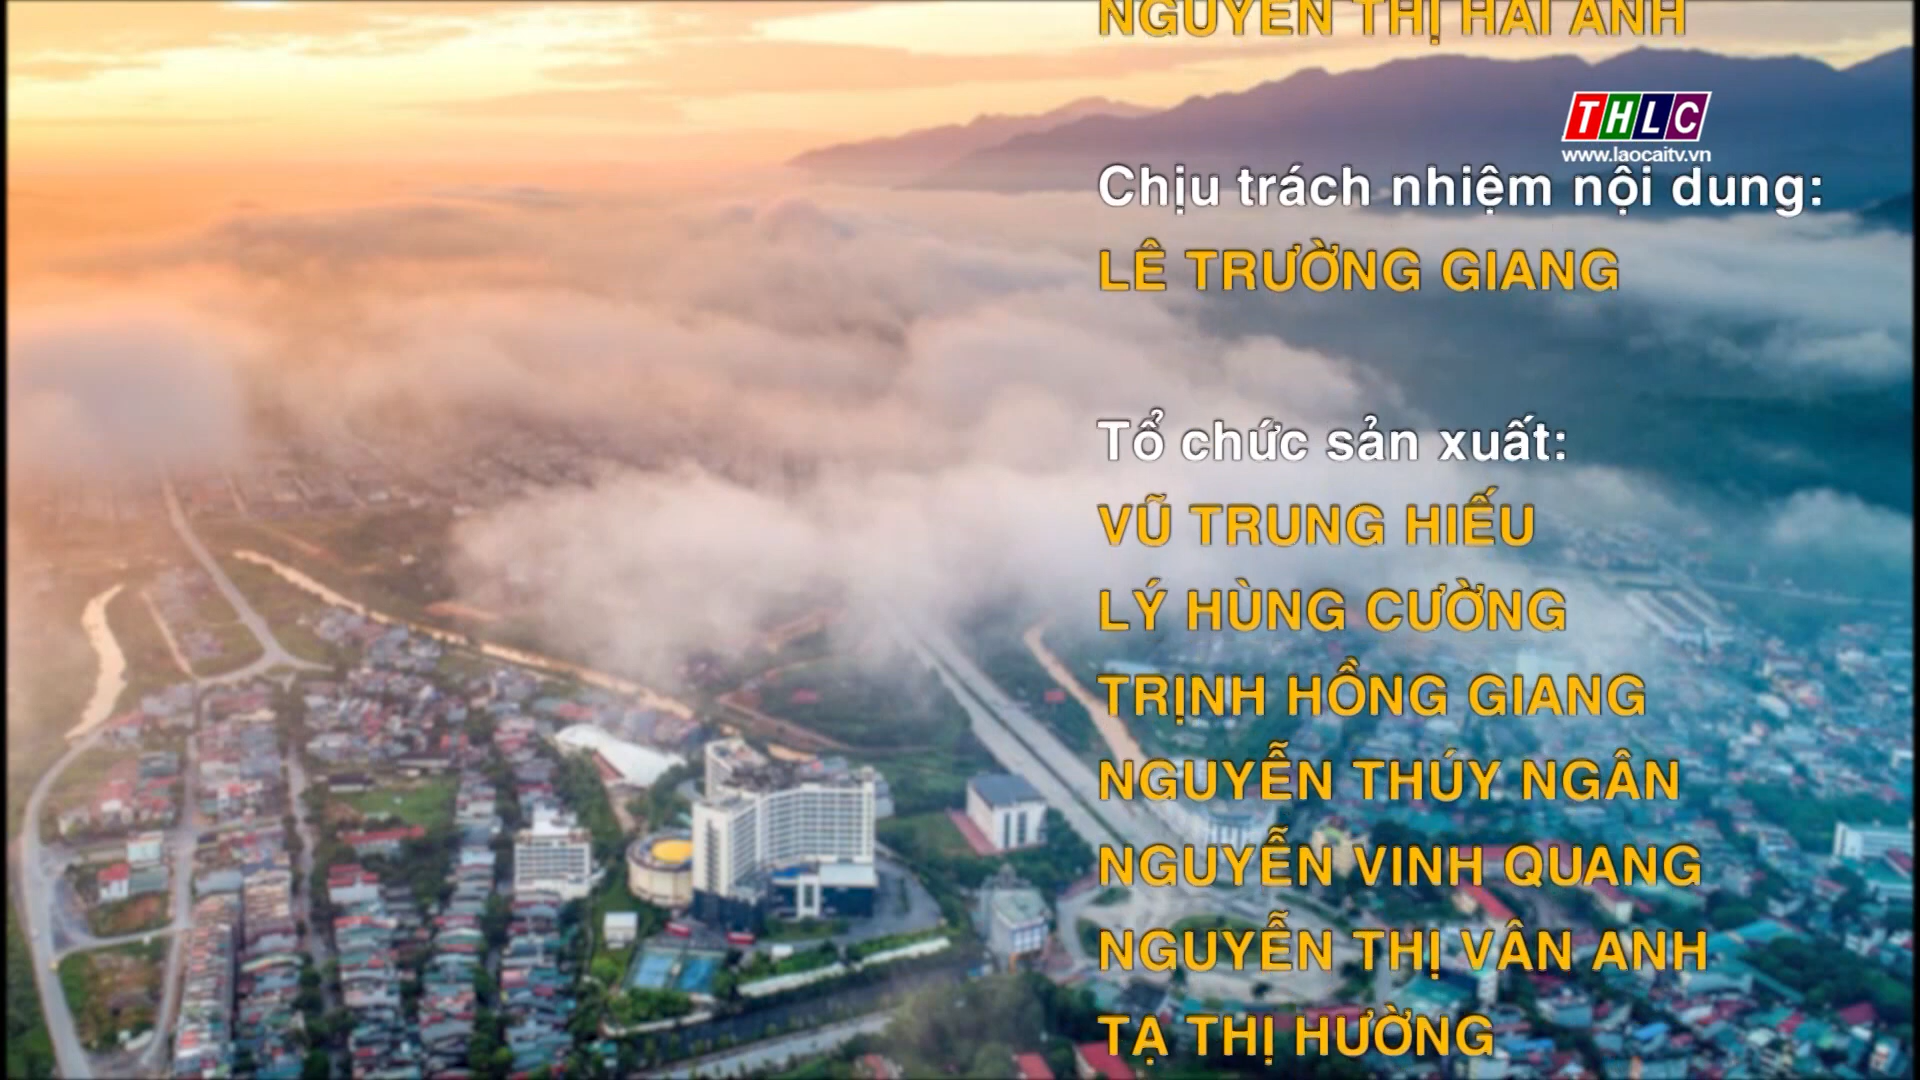 NGUYỄN THỊ HẢI ANH
THLC
www.laocaitv.vn
Chịu trách nhiệm nội dung:
LÊ TRƯỜNG GIANG
Tổ chức sản xuất:
VŨ TRUNG HIẾU
LÝ HÙNG CƯỜNG
TRỊNH HỒNG GIANG
NGUYỄN THÚY NGÂN
NGUYỄN VINH QUANG
NGUYỄN THỊ VÂN ANH
TẠ THỊ HƯỜNG